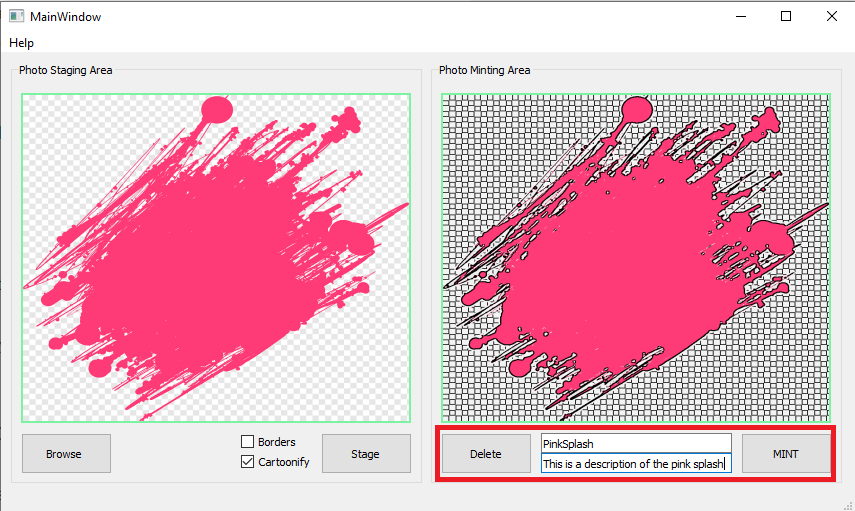 MainWindow
Help
Photo Staging Area
Photo Minting Area
Browse
Borders
Cartoonify
Stage
Delete
PinkSplash
This is a description of the pink splash
MINT